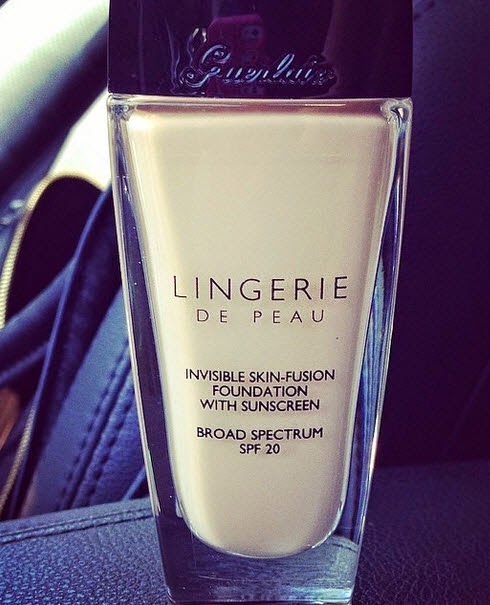 Guerlain
LINGERIE
DE PEAU
INVISIBLE SKIN-FUSION
FOUNDATION
WITH SUNSCREEN
BROAD SPECTRUM
SPF 20